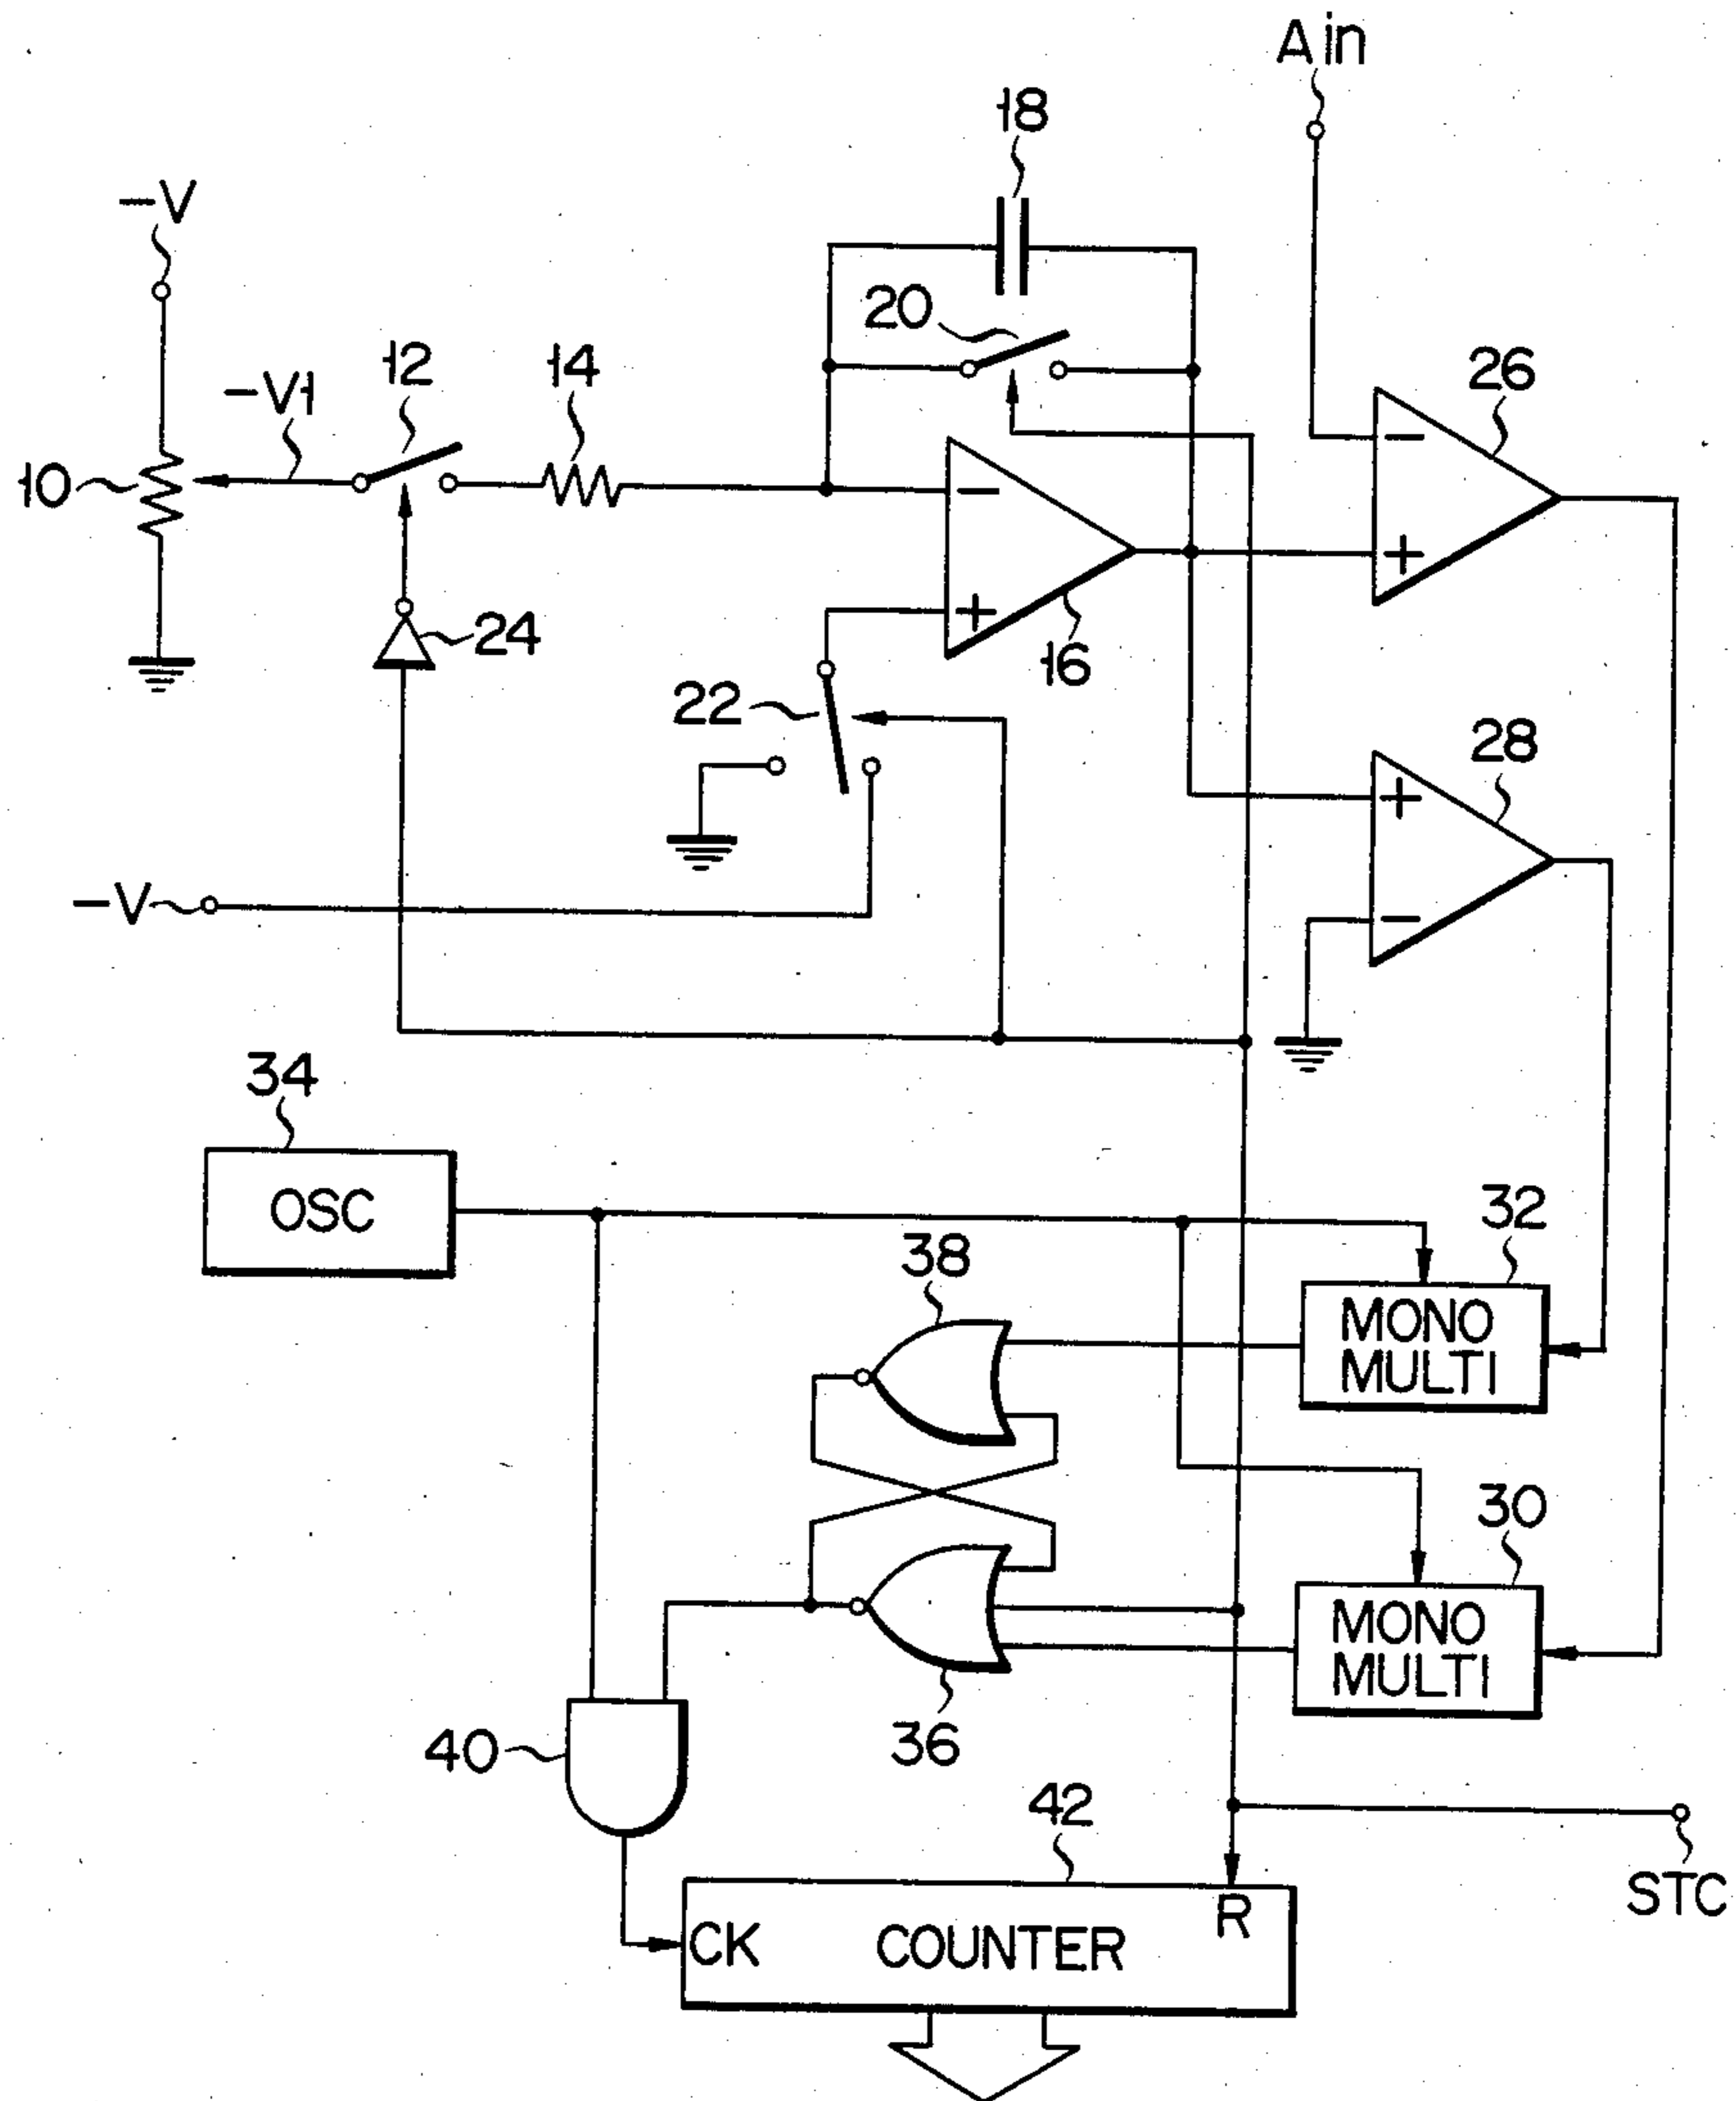 A in
18
-V
20
12
14
26
-V1
10
-
-
24
+
+
16
22
28
+
-V
-
34
OSC
32
38
MONO
MULTI
30
MONO
MULTI
36
40
42
STC
R
CK
COUNTER